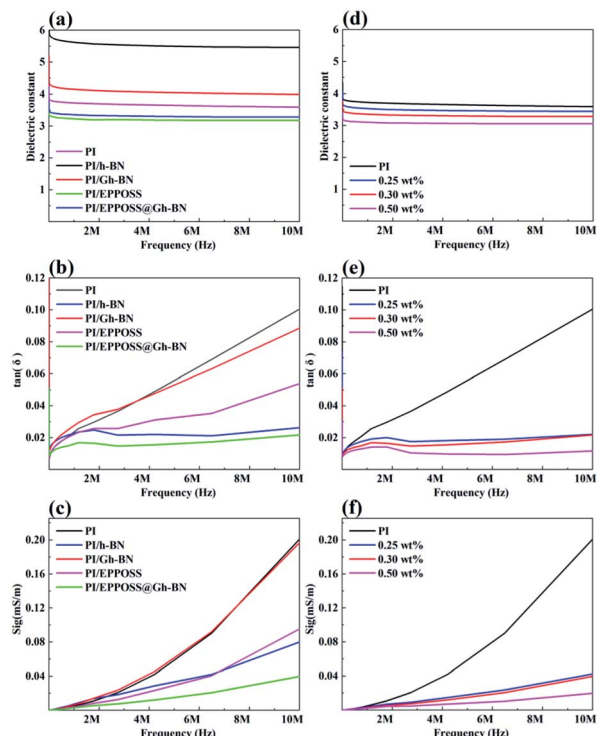 (a)
Dielectric constant
6
5
4
3
2
1
PI
PI/h-BN
PI/Gh-BN
PI/EPPOSS
PI/EPPOSS@Gh-BN
2M 4M 6M 8M 10M
Frequency (Hz)
(d)
Dielectric constant
6
5
4
3
2
1
PI
0.25 wt%
0.30 wt%
0.50 wt%
2M 4M 6M 8M 10M
Frequency (Hz)
(b)
tan( δ )
0.12
0.10
0.08
0.06
0.04
0.02
PI
PI/h-BN
PI/Gh-BN
PI/EPPOSS
PI/EPPOSS@Gh-BN
2M 4M 6M 8M 10M
Frequency (Hz)
(e)
tan( δ )
0.12
0.10
0.08
0.06
0.04
0.02
PI
0.25 wt%
0.30 wt%
0.50 wt%
2M 4M 6M 8M 10M
Frequency (Hz)
(c)
Sig(mS/m)
0.20
0.16
0.12
0.08
0.04
PI
PI/h-BN
PI/Gh-BN
PI/EPPOSS
PI/EPPOSS@Gh-BN
2M 4M 6M 8M 10M
Frequency (Hz)
(f)
Sig(mS/m)
0.20
0.16
0.12
0.08
0.04
PI
0.25 wt%
0.30 wt%
0.50 wt%
2M 4M 6M 8M 10M
Frequency (Hz)